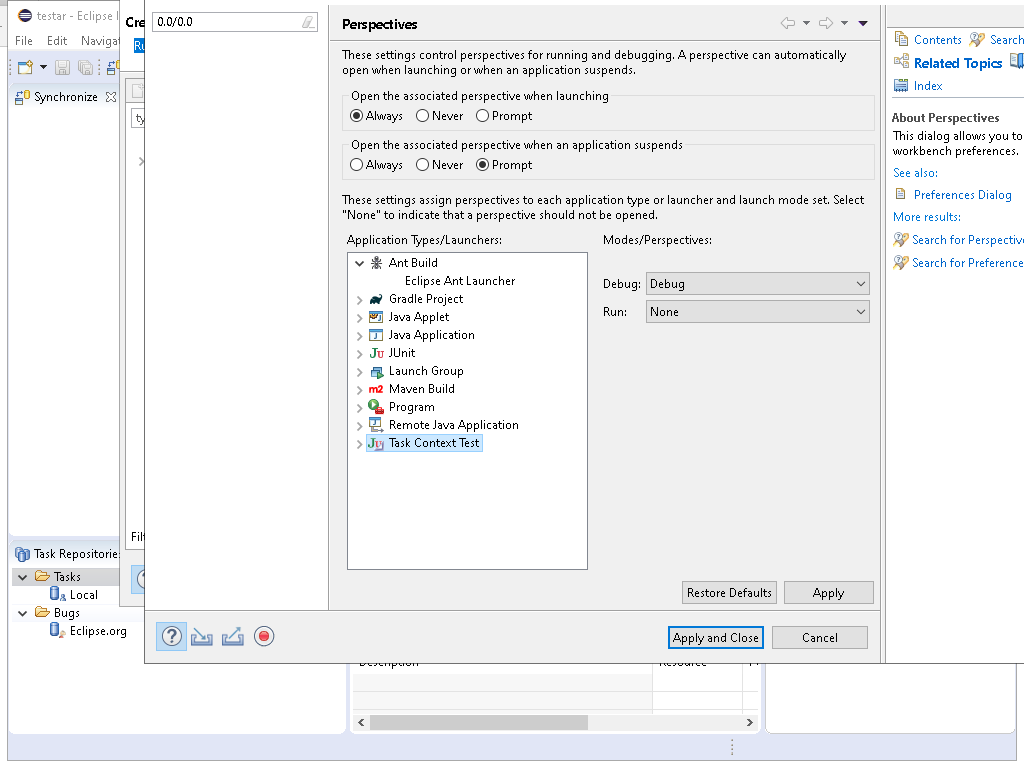 testar - Eclipse I
File Edit Navigat
Synchronize
Cre
Ru
ty
Filt
Task Repositorie
Tasks
Local
Bugs
Eclipse.org
0.0/0.0
Perspectives
These settings control perspectives for running and debugging. A perspective can automatically
open when launching or when an application suspends.
Open the associated perspective when launching
Always Never Prompt
Open the associated perspective when an application suspends
Always Never Prompt
These settings assign perspectives to each application type or launcher and launch mode set. Select
"None" to indicate that a perspective should not be opened.
Application Types/Launchers:
Ant Build
Eclipse Ant Launcher
Gradle Project
Java Applet
Java Application
JUnit
Launch Group
Maven Build
Program
Remote Java Application
Task Context Test
Modes/Perspectives:
Debug: Debug
Run: None
Restore Defaults Apply
Apply and Close Cancel
Contents Search
Related Topics
Index
About Perspectives
This dialog allows you to
workbench preferences.
See also:
Preferences Dialog
More results:
Search for Perspective
Search for Preference
Description Resource